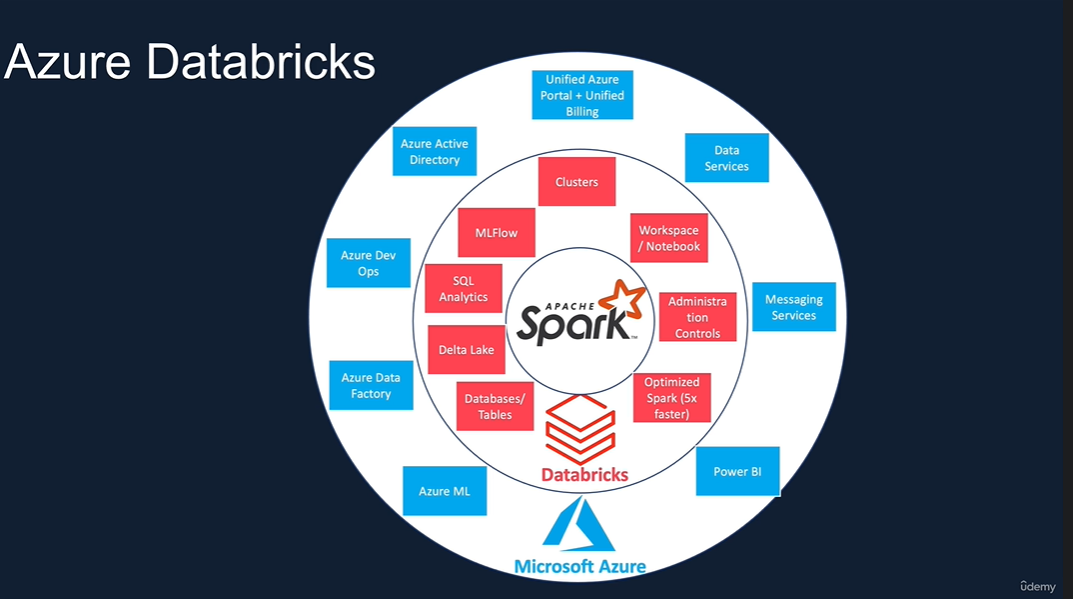 Azure Databricks
Unified Azure
Portal + Unified
Billing
Azure Active
Directory
Data
Services
Clusters
MLFlow
Workspace
/ Notebook
Azure Dev
Ops
SQL
Analytics
APACHE
Spark™
Administra
tion
Controls
Messaging
Services
Delta Lake
Azure Data
Factory
Databases/
Tables
Optimized
Spark (5x
faster)
Databricks
Power BI
Azure ML
Microsoft Azure
ûdemy